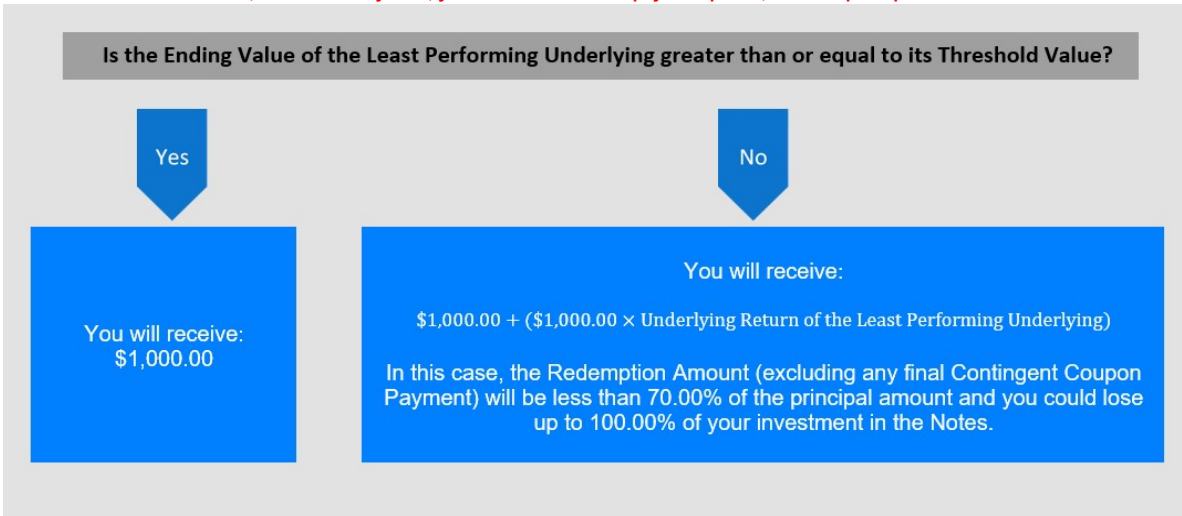 Is the Ending Value of the Least Performing Underlying greater than or equal to its Threshold Value?
Yes
No
You will receive:
$1,000.00
You will receive:
$1,000.00 + ($1,000.00 × Underlying Return of the Least Performing Underlying)
In this case, the Redemption Amount (excluding any final Contingent Coupon
Payment) will be less than 70.00% of the principal amount and you could lose
up to 100.00% of your investment in the Notes.